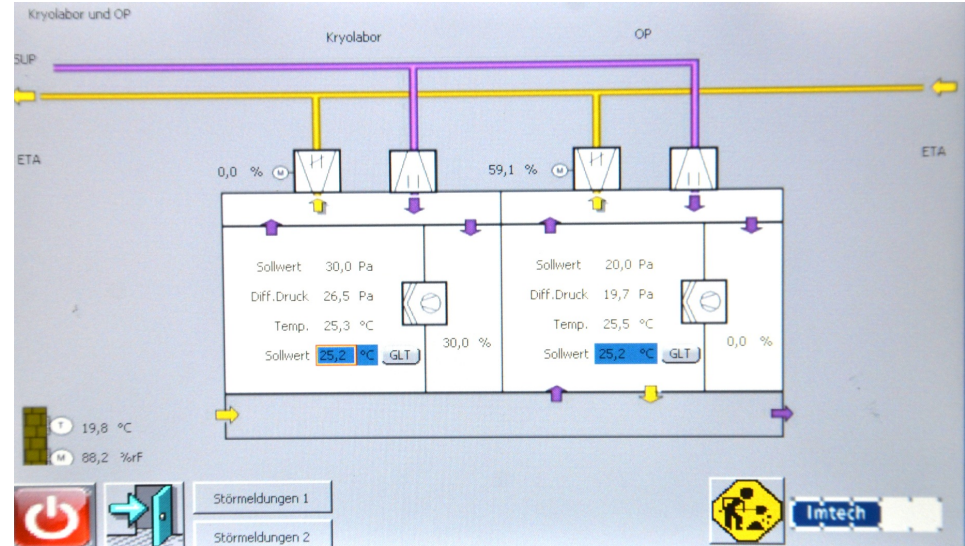 Kryolabor und OP
Kryolabor
OP
SUP
ETA
ETA
0,0 % M
59,1 % M
Sollwert 30,0 Pa
Diff.Druck 26,5 Pa
Temp. 25,3 °C
Sollwert 25,2 °C GLT
30,0 %
Sollwert 20,0 Pa
Diff.Druck 19,7 Pa
Temp. 25,5 °C
Sollwert 25,2 °C GLT
0,0 %
T 19,8 °C
M 88,2 %rF
Störmeldungen 1
Störmeldungen 2
Imtech